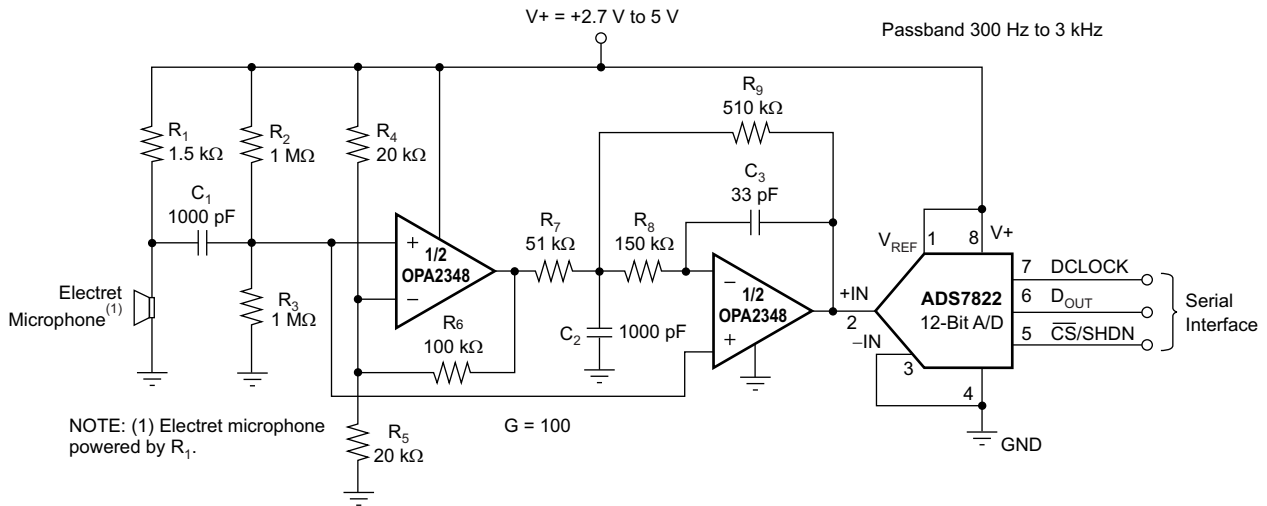 V+ = +2.7 V to 5 V
Passband 300 Hz to 3 kHz
R1
1.5 kΩ
R2
1 MΩ
R4
20 kΩ
R9
510 kΩ
C3
33 pF
C1
1000 pF
R7
51 kΩ
R8
150 kΩ
VREF
1
8
V+
+
1/2
OPA2348
−
−
1/2
OPA2348
+
7
DCLOCK
ADS7822
12-Bit A/D
6
DOUT
5
CS/SHDN
Serial
Interface
+IN
2
−IN
3
4
Electret
Microphone(1)
R3
1 MΩ
R6
100 kΩ
C2
1000 pF
NOTE: (1) Electret microphone
powered by R1.
G = 100
R5
20 kΩ
GND